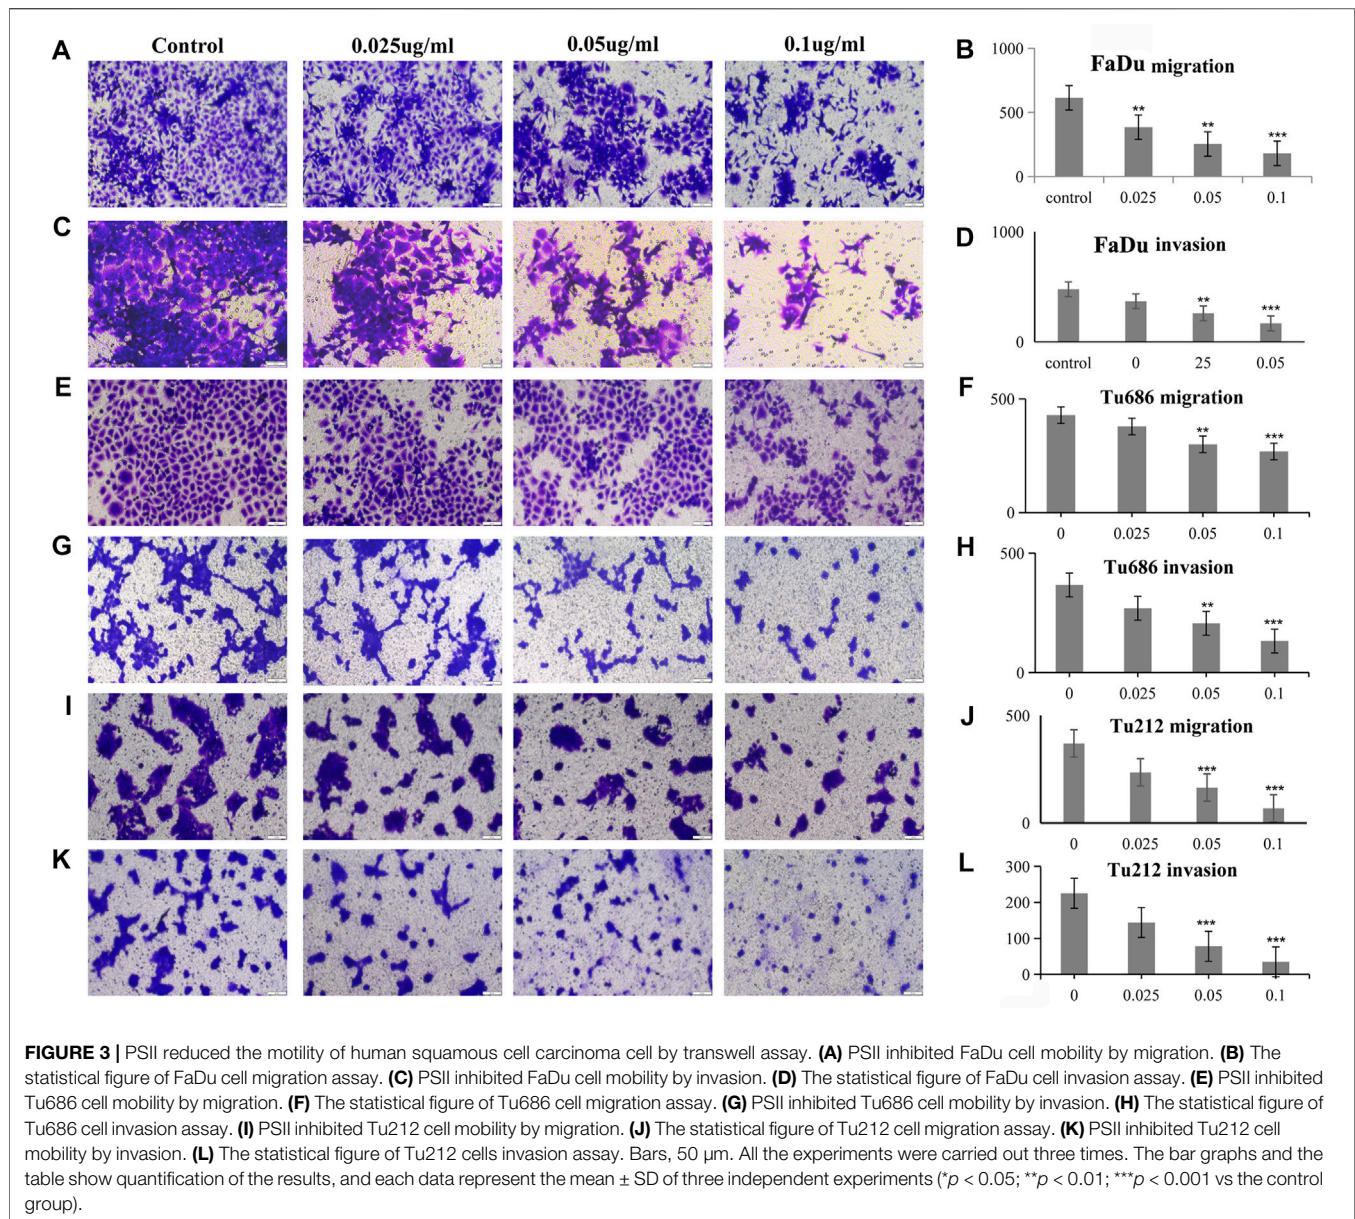 A
Control
0.025ug/ml
0.05ug/ml
0.1ug/ml
B
FaDu migration
1000
500
0
**
**
***
control
0.025
0.05
0.1
C
D
FaDu invasion
1000
0
**
***
control
0
25
0.05
E
F
Tu686 migration
500
0
**
***
0
0.025
0.05
0.1
G
H
Tu686 invasion
500
0
**
***
0
0.025
0.05
0.1
I
J
Tu212 migration
500
0
***
***
0
0.025
0.05
0.1
K
L
Tu212 invasion
300
200
100
0
***
***
0
0.025
0.05
0.1
FIGURE 3 | PSII reduced the motility of human squamous cell carcinoma cell by transwell assay. (A) PSII inhibited FaDu cell mobility by migration. (B) The
statistical figure of FaDu cell migration assay. (C) PSII inhibited FaDu cell mobility by invasion. (D) The statistical figure of FaDu cell invasion assay. (E) PSII inhibited
Tu686 cell mobility by migration. (F) The statistical figure of Tu686 cell migration assay. (G) PSII inhibited Tu686 cell mobility by invasion. (H) The statistical figure of
Tu686 cell invasion assay. (I) PSII inhibited Tu212 cell mobility by migration. (J) The statistical figure of Tu212 cell migration assay. (K) PSII inhibited Tu212 cell
mobility by invasion. (L) The statistical figure of Tu212 cells invasion assay. Bars, 50 µm. All the experiments were carried out three times. The bar graphs and the
table show quantification of the results, and each data represent the mean ± SD of three independent experiments (*p < 0.05; **p < 0.01; ***p < 0.001 vs the control
group).